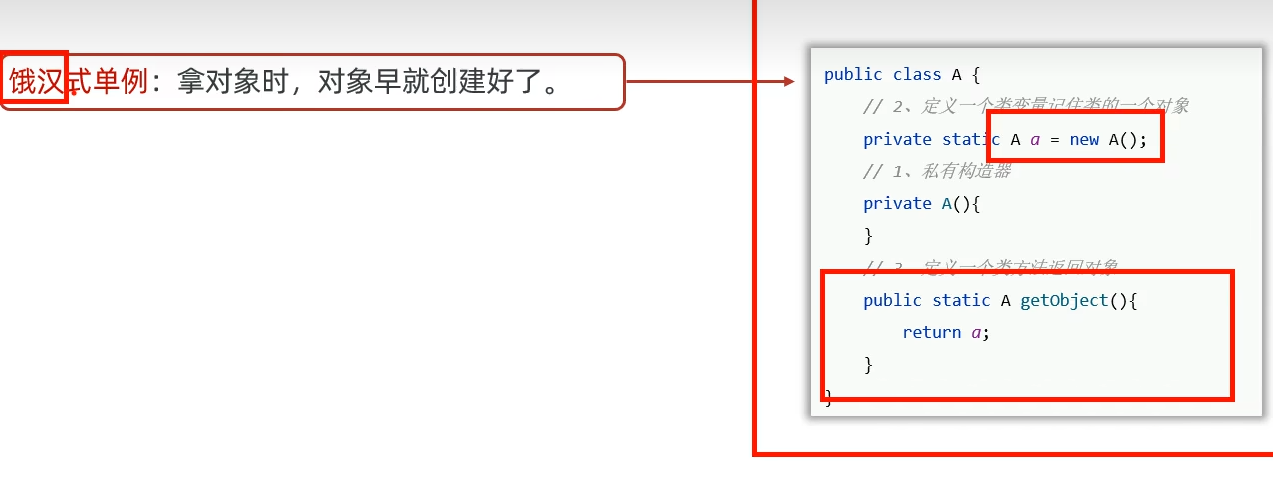 饿汉式单例：拿对象时，对象早就创建好了。
public class A {
// 2、定义一个类变量记住类的一个对象
private static A a = new A();
// 1、私有构造器
private A(){
}
// 3、定义一个类方法返回对象
public static A getObject(){
return a;
}
}